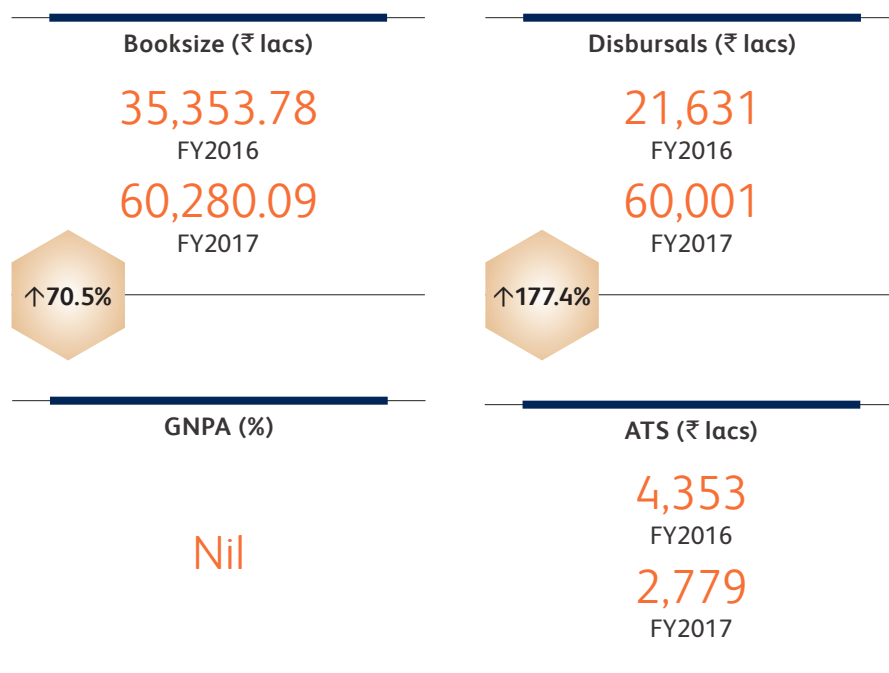 Booksize (₹ lacs)
35,353.78
FY2016
60,280.09
FY2017
↑70.5%
Disbursals (₹ lacs)
21,631
FY2016
60,001
FY2017
↑177.4%
GNPA (%)
Nil
ATS (₹ lacs)
4,353
FY2016
2,779
FY2017